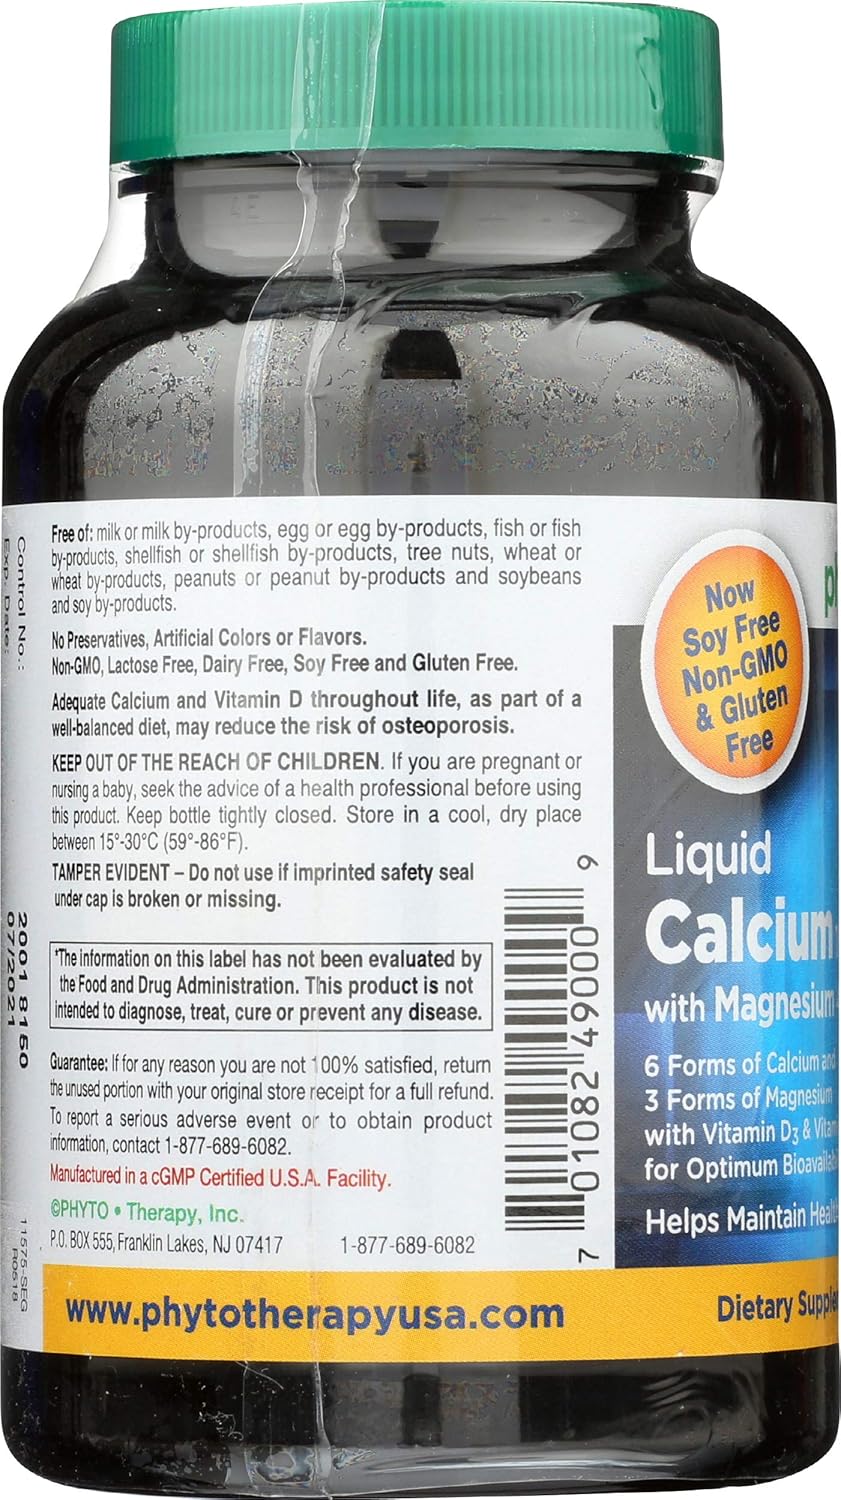 Free of: milk or milk by-products, egg or egg by-products, fish or fish
by-products, shellfish or shellfish by-products, tree nuts, wheat or
wheat by-products, peanuts or peanut by-products and soybeans
and soy by-products.
No Preservatives, Artificial Colors or Flavors.
Non-GMO, Lactose Free, Dairy Free, Soy Free and Gluten Free.
Adequate Calcium and Vitamin D throughout life, as part of a
well-balanced diet, may reduce the risk of osteoporosis.
KEEP OUT OF THE REACH OF CHILDREN. If you are pregnant or
nursing a baby, seek the advice of a health professional before using
this product. Keep bottle tightly closed. Store in a cool, dry place
between 15°-30°C (59°-86°F).
TAMPER EVIDENT – Do not use if imprinted safety seal
under cap is broken or missing.
*The information on this label has not been evaluated by
the Food and Drug Administration. This product is not
intended to diagnose, treat, cure or prevent any disease.
Guarantee: If for any reason you are not 100% satisfied, return
the unused portion with your original store receipt for a full refund.
To report a serious adverse event or to obtain product
information, contact 1-877-689-6082.
Manufactured in a cGMP Certified U.S.A. Facility.
©PHYTO • Therapy, Inc.
P.O. BOX 555, Franklin Lakes, NJ 07417 1-877-689-6082
www.phytotherapyusa.com
Control No.:
Exp. Date:
2001 8150
07/2021
11575-SEG
R0518
7 01082 49000 9
Now
Soy Free
Non-GMO
& Gluten
Free
Liquid
Calcium
with Magnesium
6 Forms of Calcium and
3 Forms of Magnesium
with Vitamin D3 &
for Optimum
Helps Maintain
Dietary